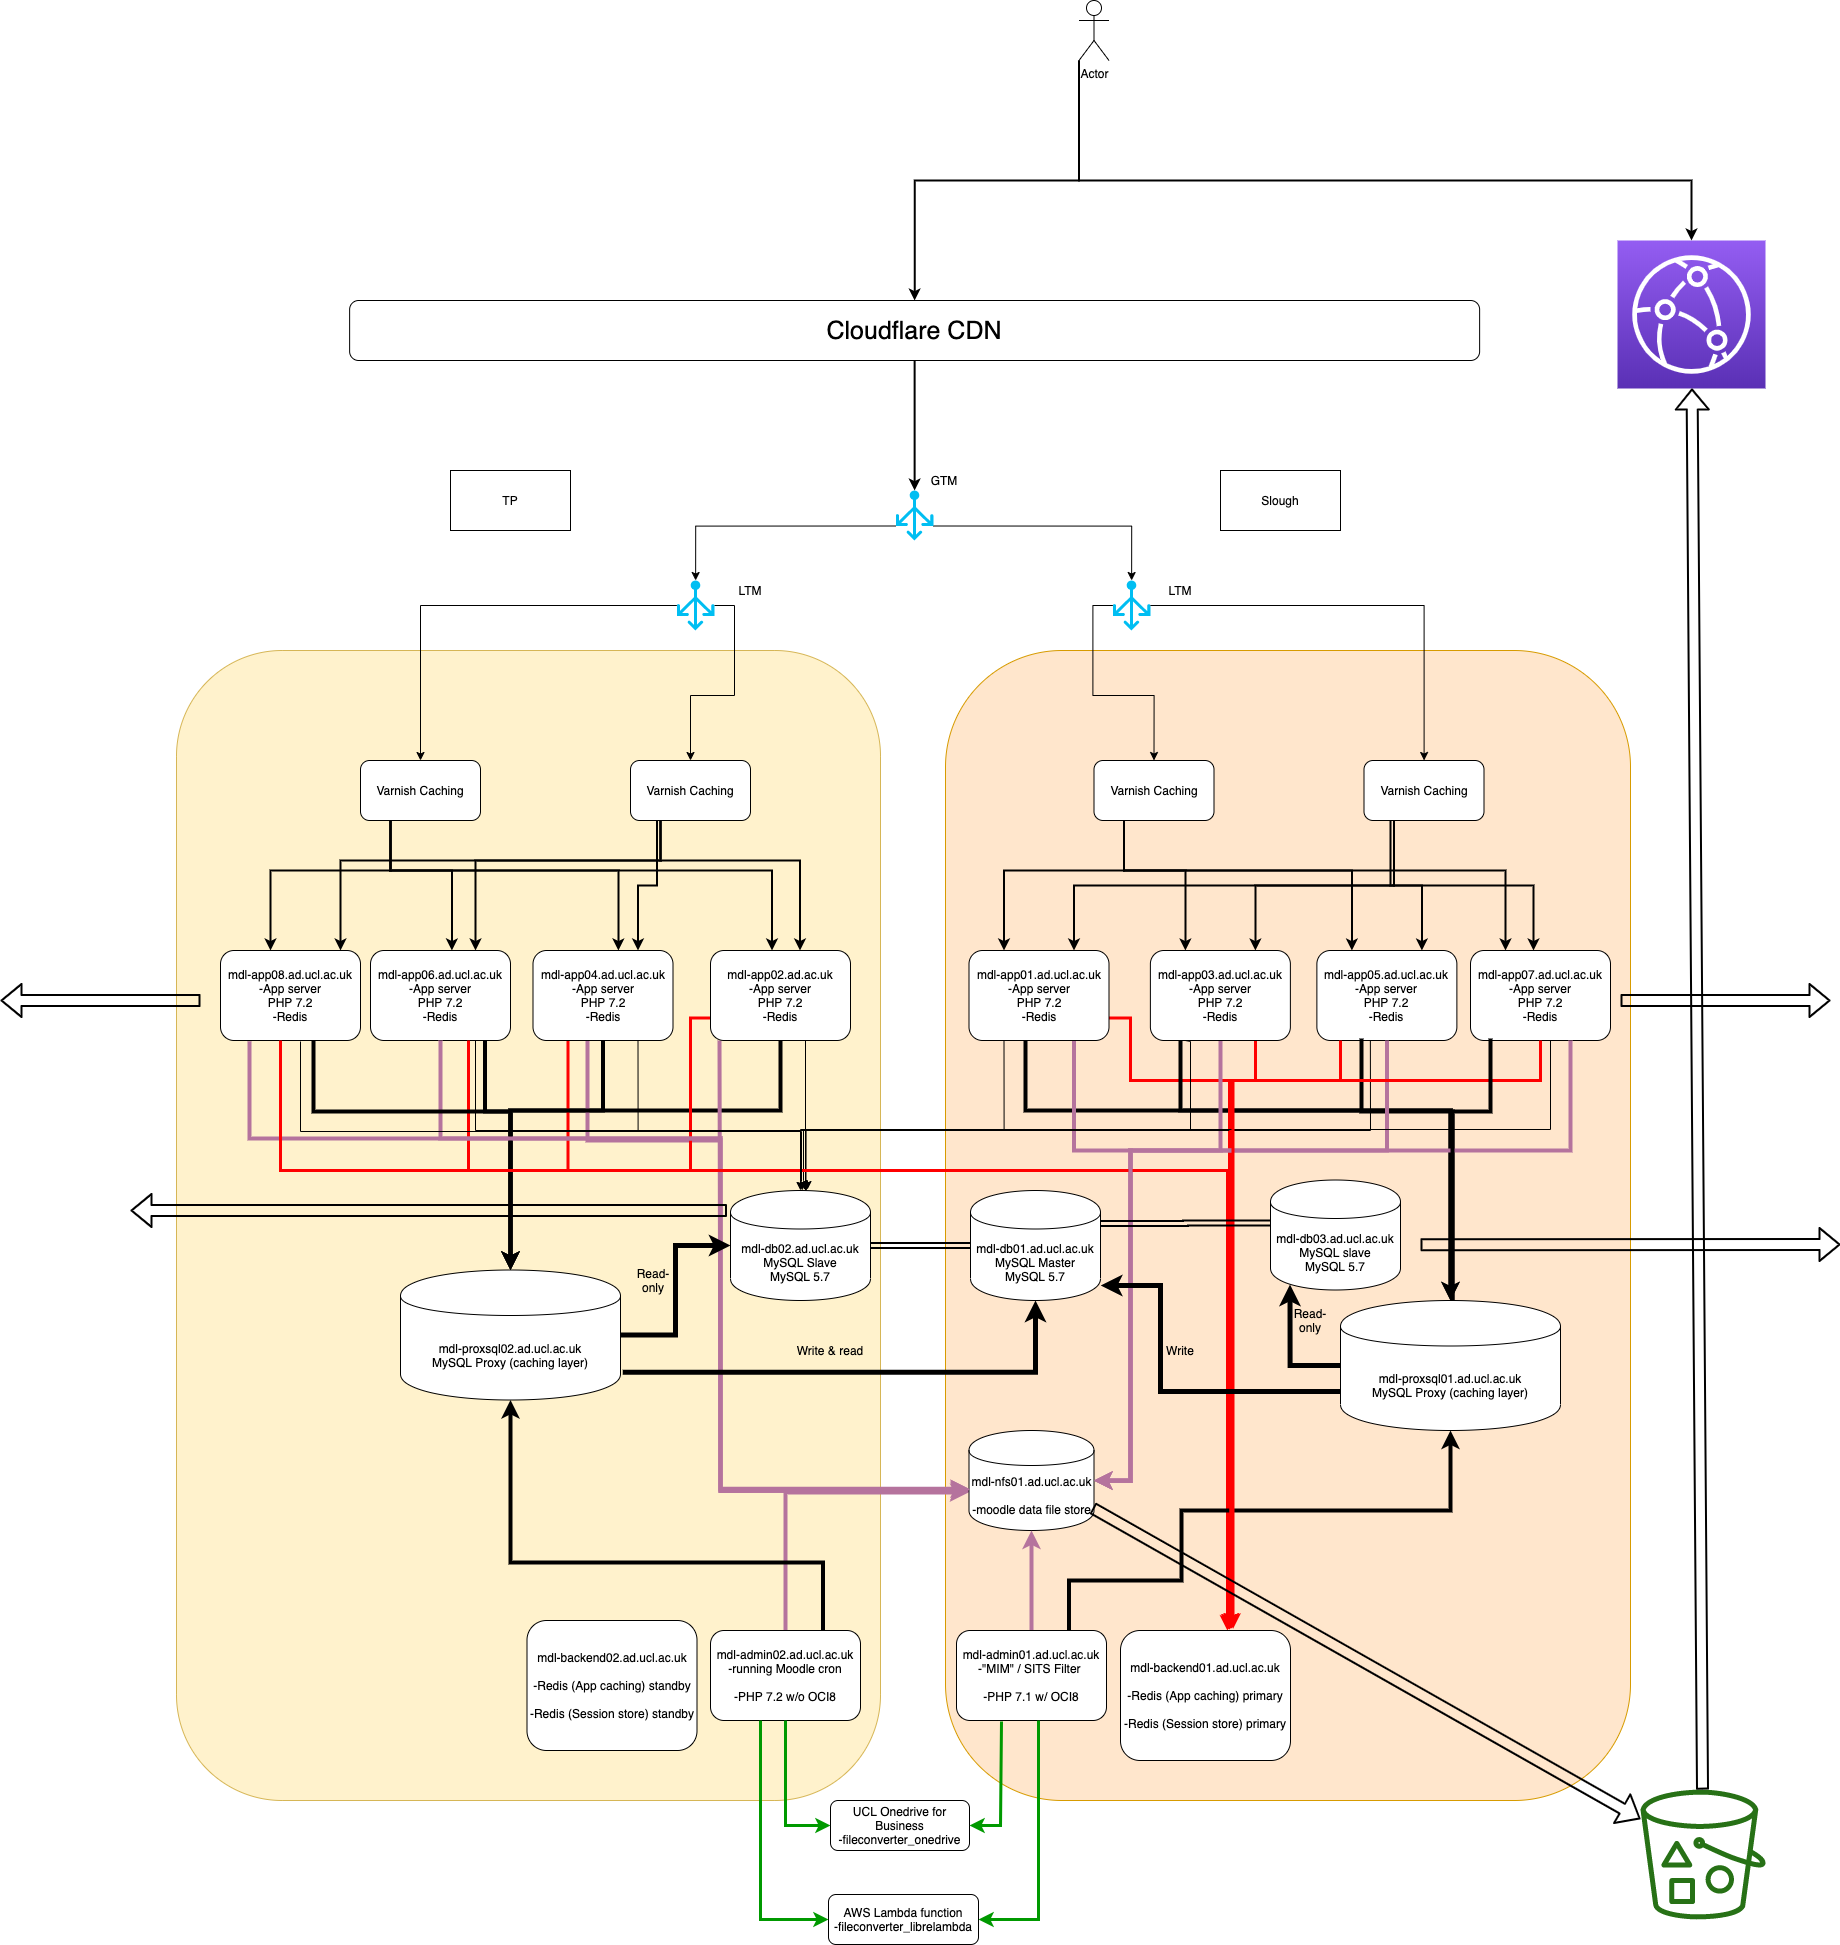 Actor
Cloudflare CDN
GTM
TP
Slough
LTM
LTM
Varnish Caching
Varnish Caching
Varnish Caching
Varnish Caching
mdl-app08.ad.ucl.ac.uk
-App server
PHP 7.2
-Redis
mdl-app06.ad.ucl.ac.uk
-App server
PHP 7.2
-Redis
mdl-app04.ad.ucl.ac.uk
-App server
PHP 7.2
-Redis
mdl-app02.ad.ac.uk
-App server
PHP 7.2
-Redis
mdl-app01.ad.ucl.ac.uk
-App server
PHP 7.2
-Redis
mdl-app03.ad.ucl.ac.uk
-App server
PHP 7.2
-Redis
mdl-app05.ad.ucl.ac.uk
-App server
PHP 7.2
-Redis
mdl-app07.ad.ucl.ac.uk
-App server
PHP 7.2
-Redis
mdl-db02.ad.ucl.ac.uk
MySQL Slave
MySQL 5.7
mdl-db01.ad.ucl.ac.uk
MySQL Master
MySQL 5.7
mdl-db03.ad.ucl.ac.uk
MySQL slave
MySQL 5.7
Read-
only
Read-
only
mdl-proxsql02.ad.ucl.ac.uk
MySQL Proxy (caching layer)
Write & read
Write
mdl-proxsql01.ad.ucl.ac.uk
MySQL Proxy (caching layer)
mdl-nfs01.ad.ucl.ac.uk
-moodle data file store
mdl-backend02.ad.ucl.ac.uk
-Redis (App caching) standby
-Redis (Session store) standby
mdl-admin02.ad.ucl.ac.uk
-running Moodle cron
-PHP 7.2 w/o OCI8
mdl-admin01.ad.ucl.ac.uk
-"MIM" / SITS Filter
-PHP 7.1 w/ OCI8
mdl-backend01.ad.ucl.ac.uk
-Redis (App caching) primary
-Redis (Session store) primary
UCL Onedrive for
Business
-fileconverter_onedrive
AWS Lambda function
-fileconverter_librelambda